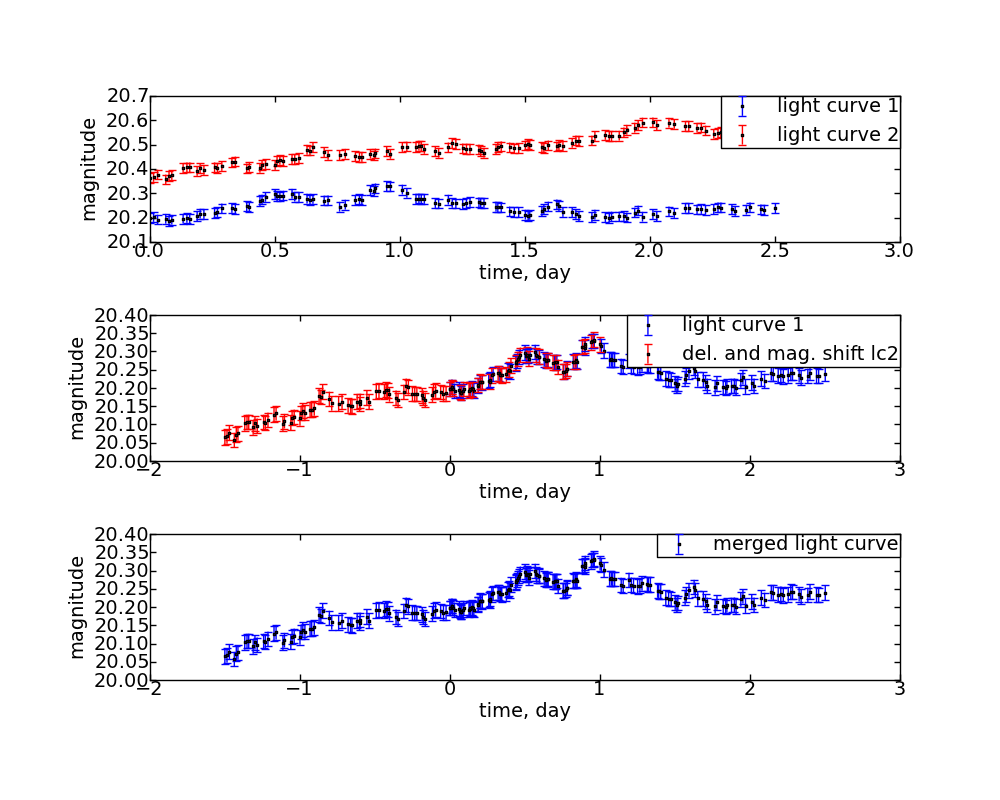 20.7
20.6
20.5
20.4
20.3
20.2
20.1
magnitude
light curve 1
light curve 2
0.0 0.5 1.0 1.5 2.0 2.5 3.0
time, day
20.40
20.35
20.30
20.25
20.20
20.15
20.10
20.05
20.00
magnitude
light curve 1
del. and mag. shift lc2
−2 −1 0 1 2 3
time, day
20.40
20.35
20.30
20.25
20.20
20.15
20.10
20.05
20.00
magnitude
merged light curve
−2 −1 0 1 2 3
time, day